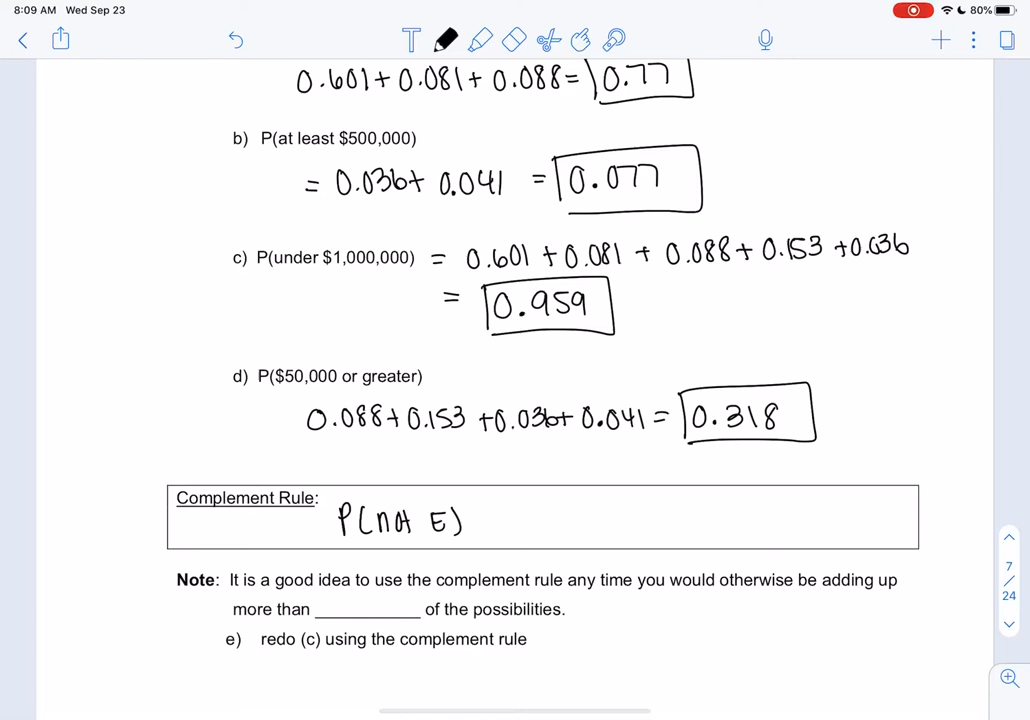 8:09 AM Wed Sep 23
80%
T
0.601 + 0.081 + 0.088 = 0.77
b) P(at least $500,000)
= 0.036 + 0.041 = 0.077
c) P(under $1,000,000) = 0.601 + 0.081 + 0.088 + 0.153 + 0.036
= 0.959
d) P($50,000 or greater)
0.088 + 0.153 + 0.036 + 0.041 = 0.318
Complement Rule:
P(not E)
Note: It is a good idea to use the complement rule any time you would otherwise be adding up
more than ____________ of the possibilities.
e) redo (c) using the complement rule
7
/
24